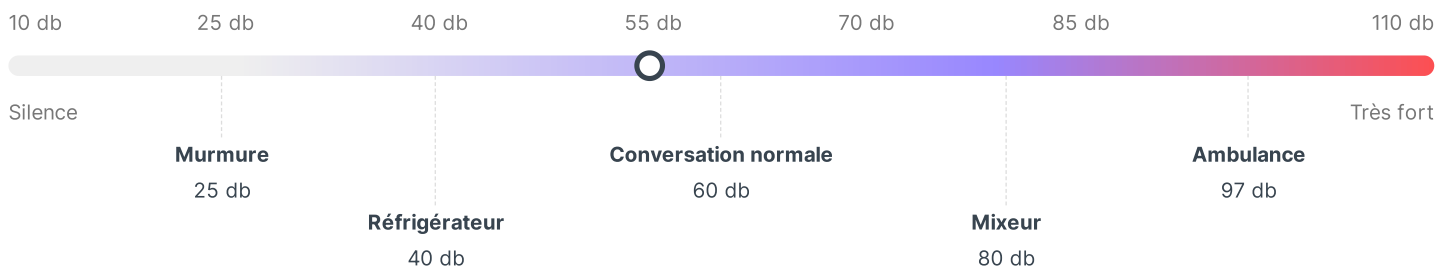 10 db 25 db 40 db 55 db 70 db 85 db 110 db
Silence Très fort
Murmure Conversation normale Ambulance
25 db 60 db 97 db
Réfrigérateur Mixeur
40 db 80 db